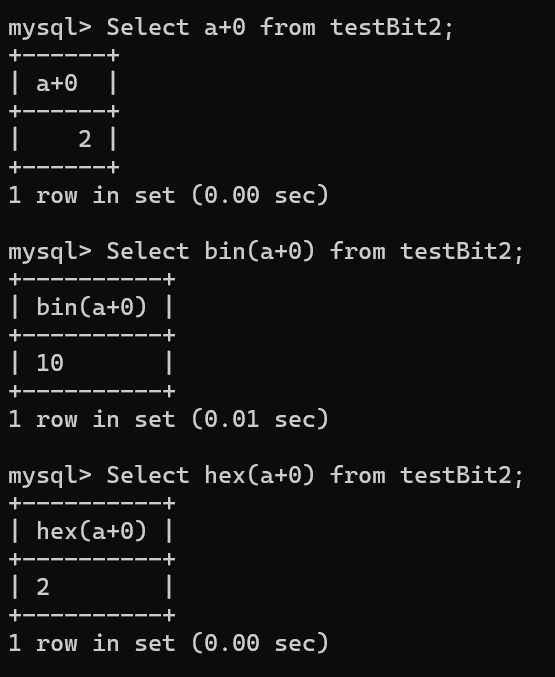 mysql> Select a+0 from testBit2;
+------+
| a+0  |
+------+
|    2 |
+------+
1 row in set (0.00 sec)

mysql> Select bin(a+0) from testBit2;
+----------+
| bin(a+0) |
+----------+
| 10       |
+----------+
1 row in set (0.01 sec)

mysql> Select hex(a+0) from testBit2;
+----------+
| hex(a+0) |
+----------+
| 2        |
+----------+
1 row in set (0.00 sec)